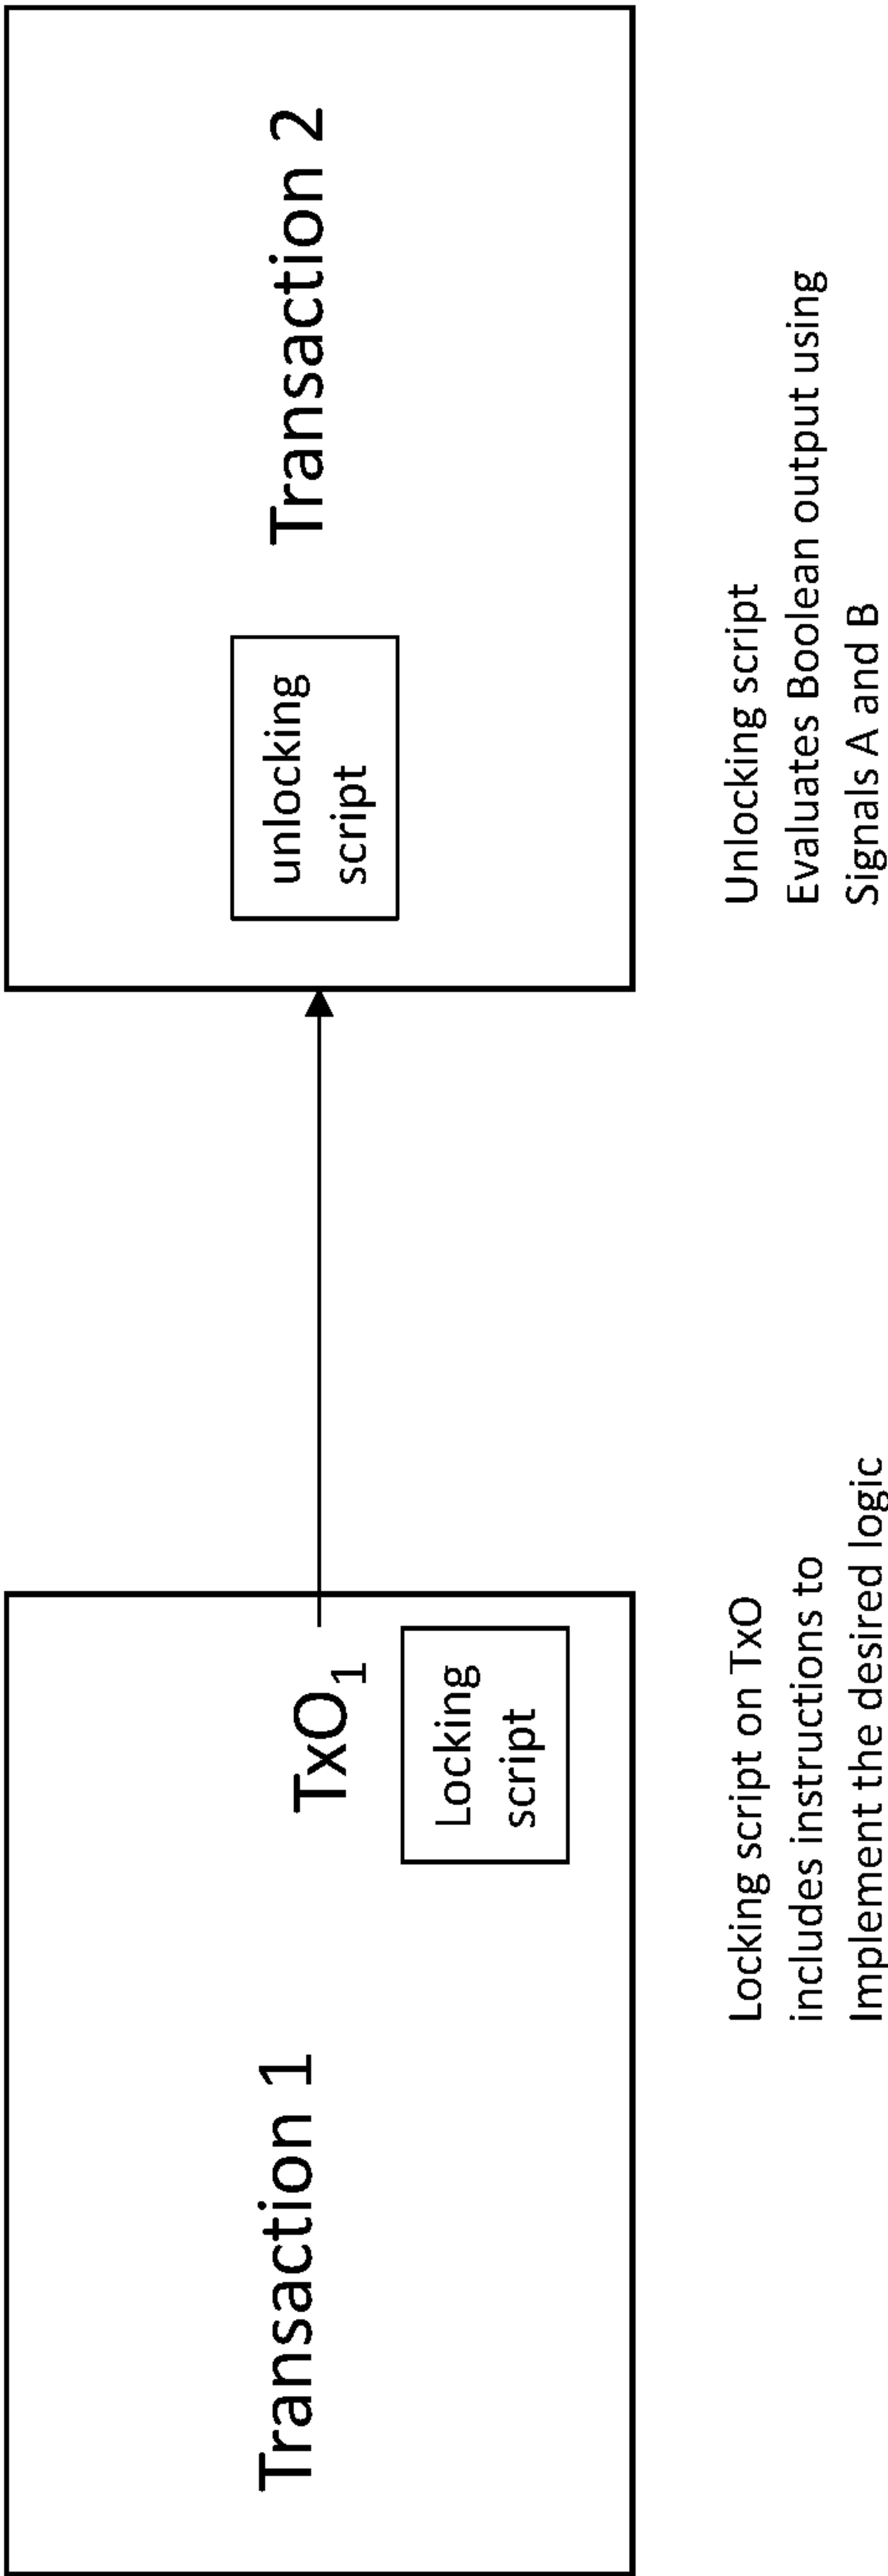 Transaction 1
TxO1
Locking
script
Transaction 2
unlocking
script
Locking script on TxO
includes instructions to
Implement the desired logic
Unlocking script
Evaluates Boolean output using
Signals A and B